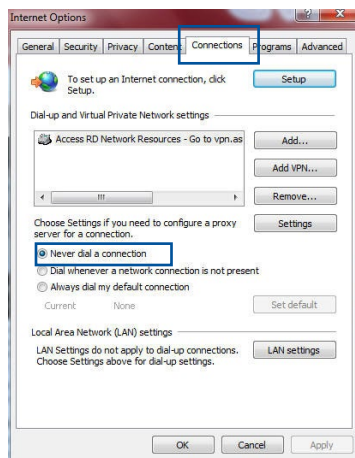 Internet Options
General Security Privacy Content Connections Programs Advanced
To set up an Internet connection, click
Setup.
Setup
Dial-up and Virtual Private Network settings
Access RD Network Resources - Go to vpn.as
Add...
Add VPN...
Remove...
Choose Settings if you need to configure a proxy
server for a connection.
Settings
Never dial a connection
Dial whenever a network connection is not present
Always dial my default connection
Current None
Set default
Local Area Network (LAN) settings
LAN Settings do not apply to dial-up connections.
Choose Settings above for dial-up settings.
LAN settings
OK Cancel Apply